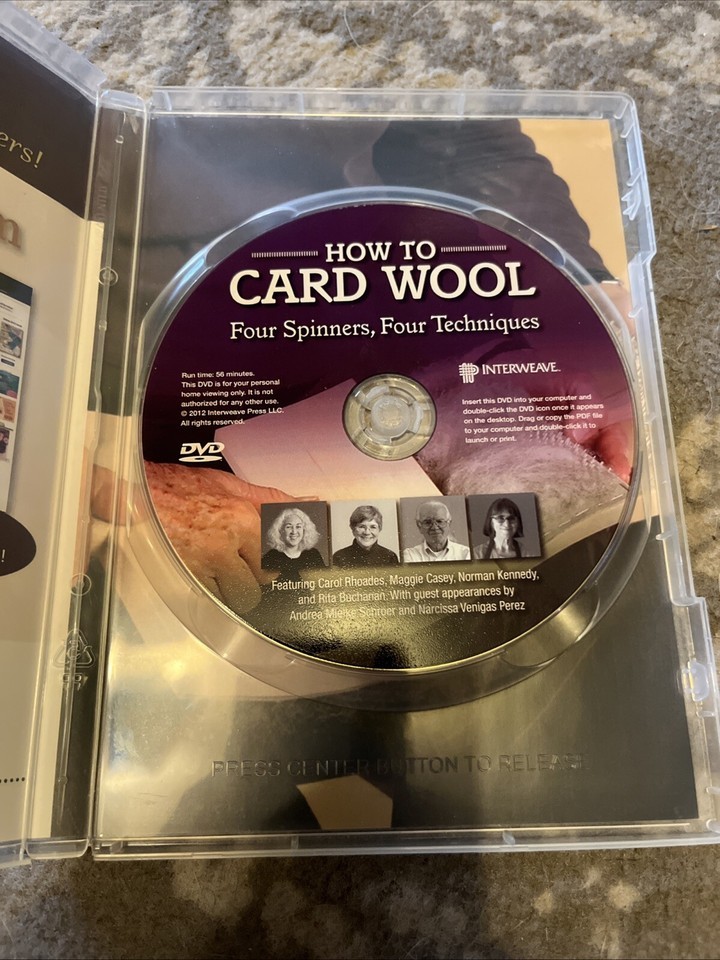 ers!
HOW TO
CARD WOOL
Four Spinners, Four Techniques
Run time: 56 minutes.
This DVD is for your personal
home viewing only. It is not
authorized for any other use.
© 2012 Interweave Press LLC.
All rights reserved.
DVD
INTERWEAVE.
Insert this DVD into your computer and
double-click the DVD icon once it appears
on the desktop. Drag or copy the PDF file
to your computer and double-click it to
launch or print.
Featuring Carol Rhoades, Maggie Casey, Norman Kennedy,
and Rita Buchanan. With guest appearances by
Andrea Mielke Schroer and Narcissa Venigas Perez
PRESS CENTER BUTTON TO RELEASE